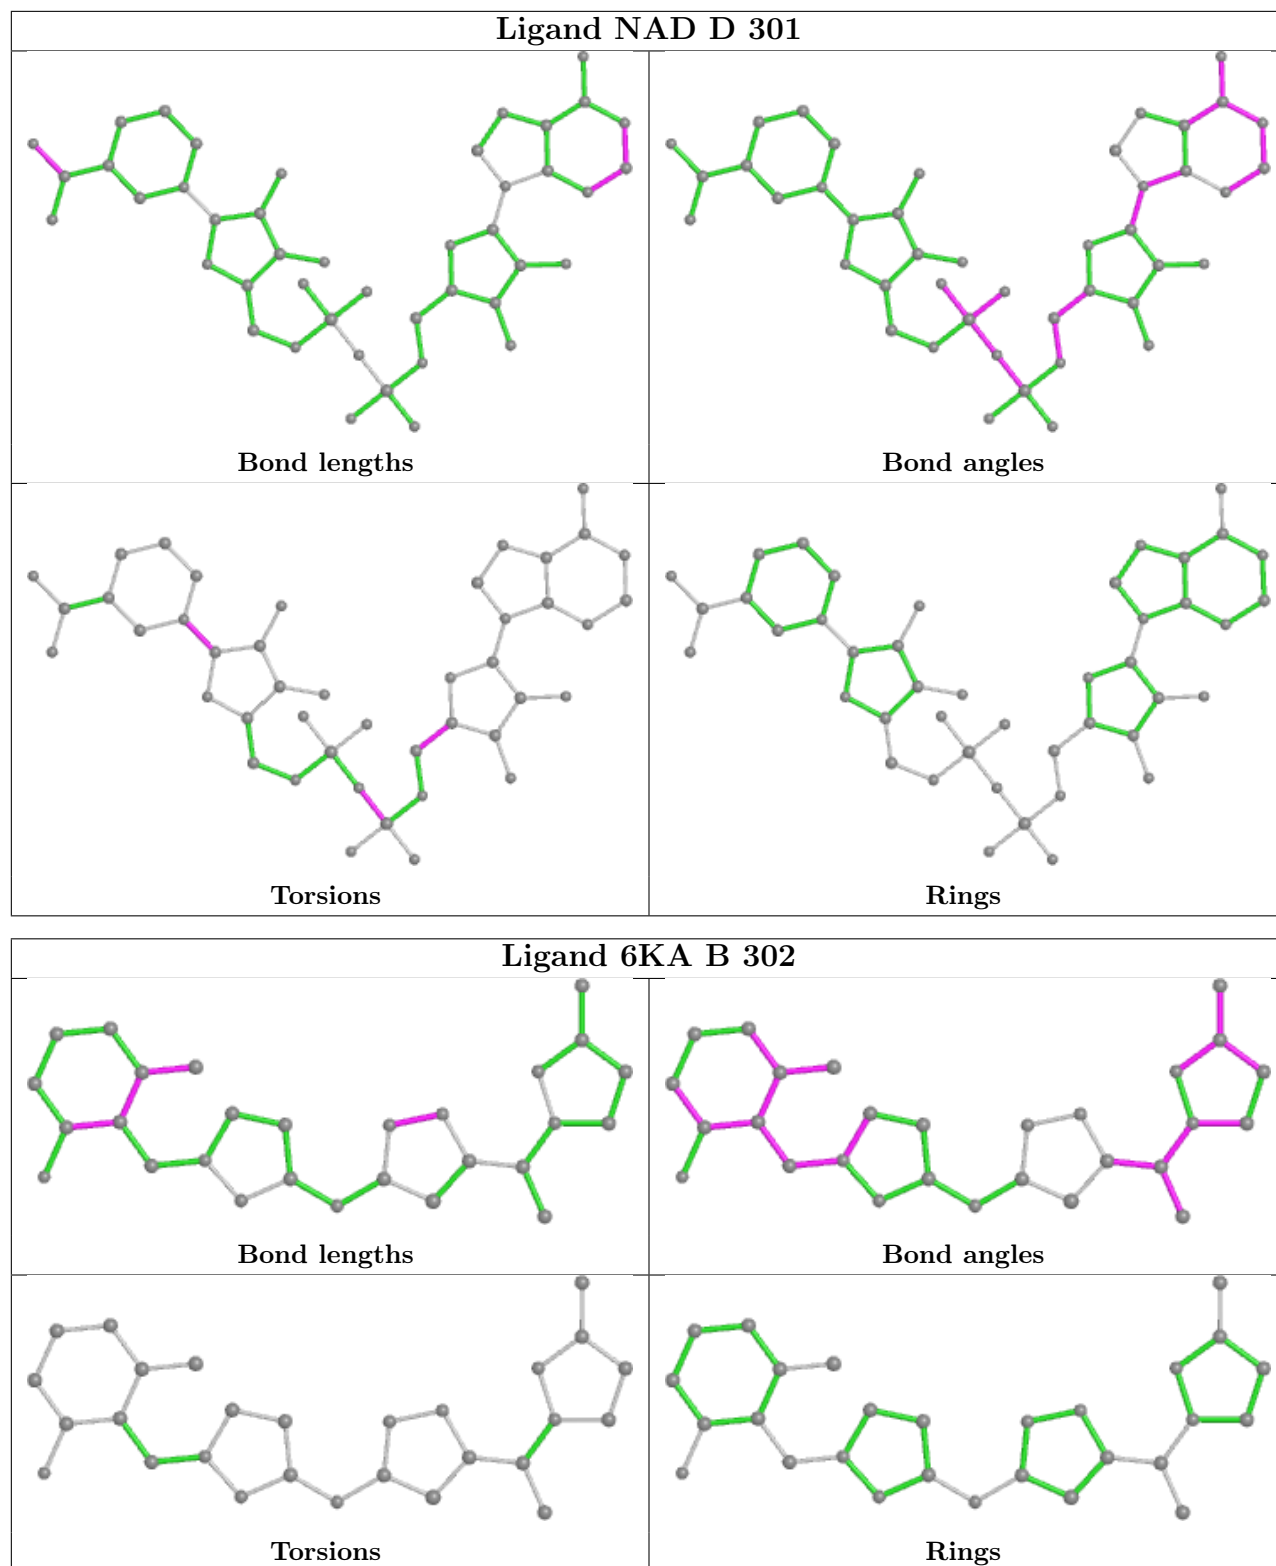 Ligand NAD D 301
Bond lengths
Bond angles
Torsions
Rings
Ligand 6KA B 302
Bond lengths
Bond angles
Torsions
Rings